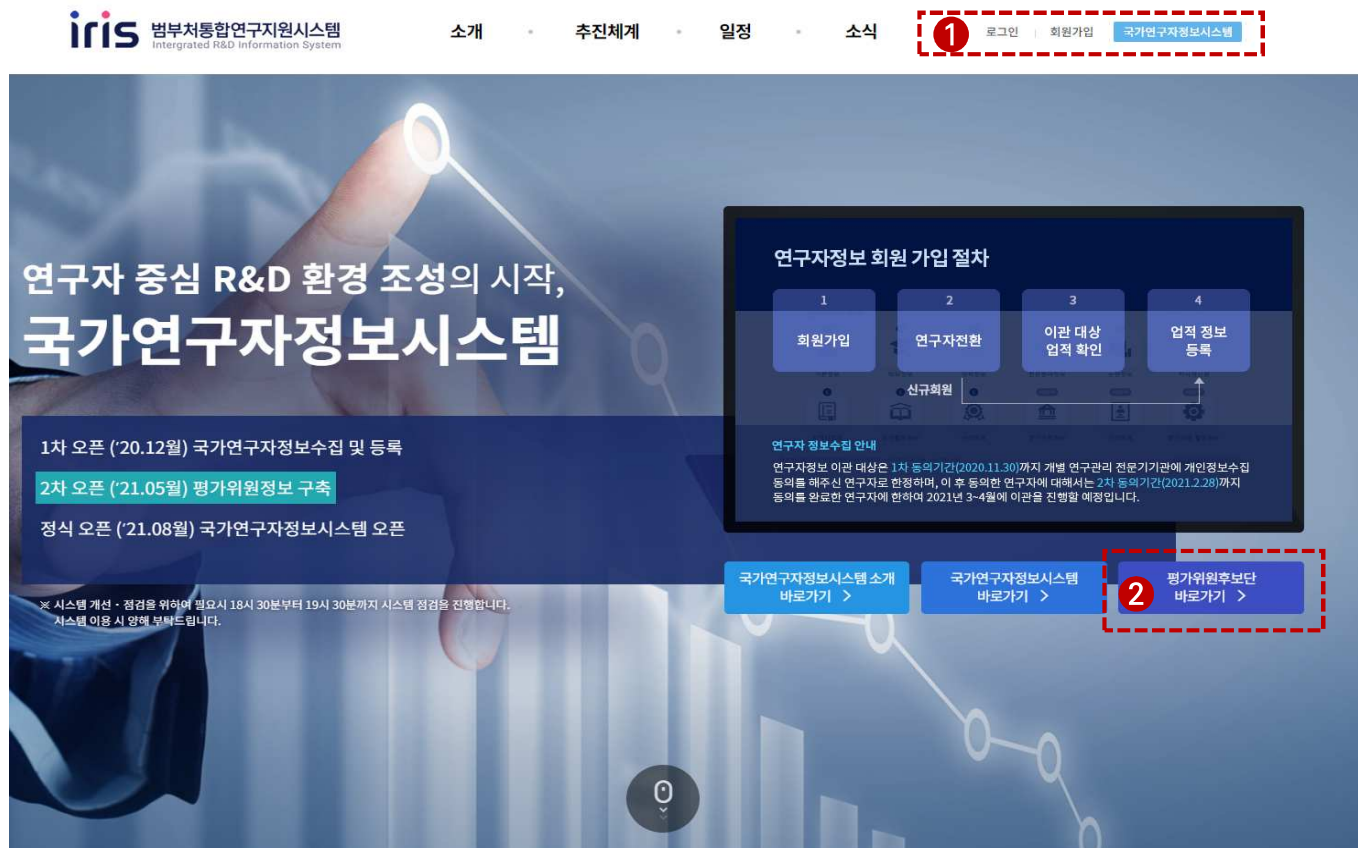 iris 범부처통합연구지원시스템
Intergrated R&D Information System
소개 추진체계 일정 소식
1 로그인 회원가입 국가연구자정보시스템
연구자 중심 R&D 환경 조성의 시작,
국가연구자정보시스템
1차 오픈 ('20.12월) 국가연구자정보수집 및 등록
2차 오픈 ('21.05월) 평가위원정보 구축
정식 오픈 ('21.08월) 국가연구자정보시스템 오픈
※ 시스템 개선・점검을 위하여 필요시 18시 30분부터 19시 30분까지 시스템 점검을 진행합니다.
시스템 이용 시 양해 부탁드립니다.
연구자정보 회원 가입 절차
1
회원가입
2
연구자전환
3
이관 대상
업적 확인
4
업적 정보
등록
신규회원
연구자 정보수집 안내
연구자정보 이관 대상은 1차 동의기간(2020.11.30)까지 개별 연구관리 전문기기관에 개인정보수집
동의를 해주신 연구자로 한정하며, 이 후 동의한 연구자에 대해서는 2차 동의기간(2021.2.28)까지
동의를 완료한 연구자에 한하여 2021년 3~4월에 이관을 진행할 예정입니다.
국가연구자정보시스템 소개
바로가기 >
국가연구자정보시스템
바로가기 >
2
평가위원후보단
바로가기 >